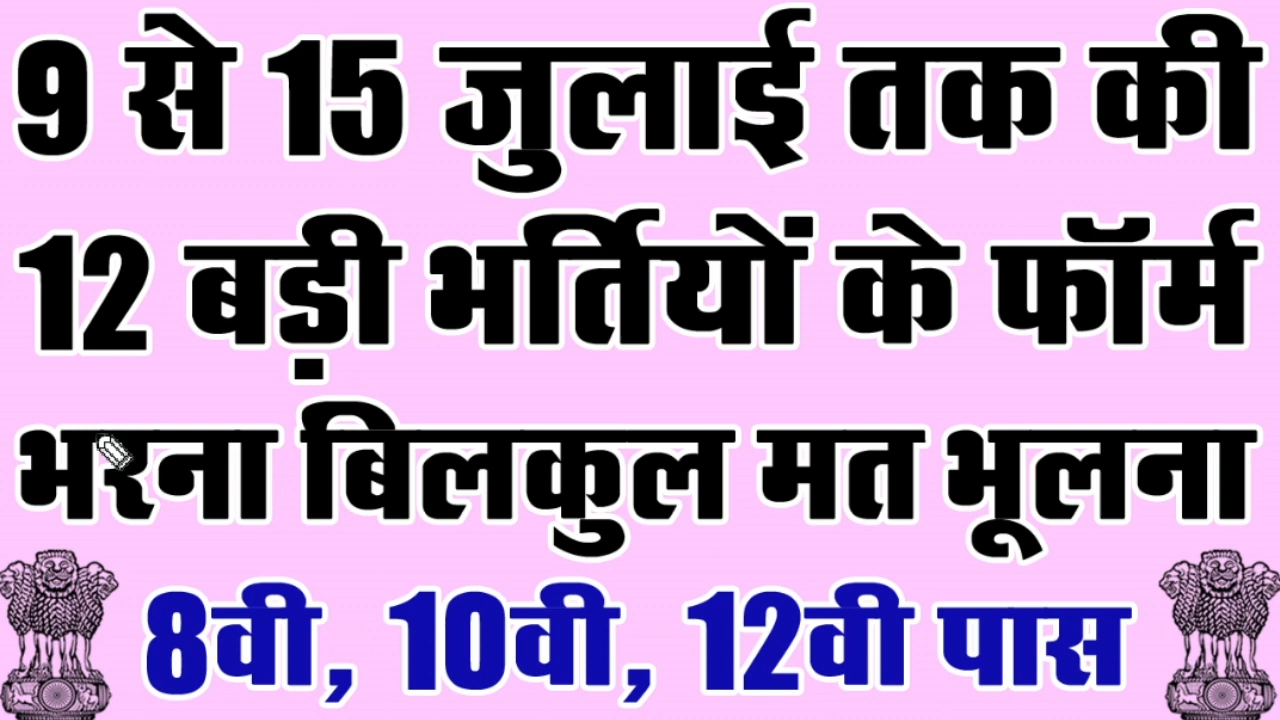 9 से 15 जुलाई तक की
12 बड़ी भर्तियों के फॉर्म
भरना बिलकुल मत भूलना
8वी, 10वी, 12वी पास